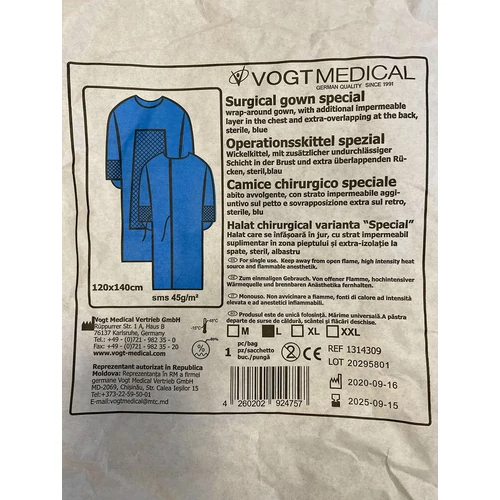 VOGT MEDICAL
GERMAN QUALITY SINCE 1991
Surgical gown special
wrap-around gown, with additional impermeable
layer in the chest and extra-overlapping at the back,
sterile, blue
Operationsskittel spezial
Wickelkittel, mit zusätzlicher undurchlässiger
Schicht in der Brust und extra überlappenden Rü-
cken, steril,blau
Camice chirurgico speciale
abito avvolgente, con strato impermeabile aggi-
untivo sul petto e sovrapposizione extra sul retro,
sterile, blu
Halat chirurgical varianta "Special"
Halat care se înfășoară în jur, cu strat impermeabil
suplimentar în zona pieptului și extra-izolație la
spate, steril, albastru
For single use. Keep away from open flame, high intensity heat
source and flammable anesthetik.
Zum einmaligen Gebrauch. Von offener Flamme, hochintensiver
Wärmequelle und brennbaren Anästhetika fernhalten.
Monouso. Non avvicinare a fiamme, fonti di calore ad intensità
elevata e ad anestetici infiammabili.
De unică folosință. Mărime universală.A păstra
departe de surse de căldură, scântei și flăcări deschise.
120x140cm
sms 45g/m²
Vogt Medical Vertrieb GmbH
Rüppurrer Str. 1 A, Haus B
76137 Karlsruhe, Germany
Tel.: +49 - (0)721 - 982 35 - 0
Fax: +49 - (0)721 - 982 35 - 20
www.vogt-medical.com
Reprezentant autorizat în Republica
Moldova: Reprezentanța în RM a firmei
germane Vogt Medical Vertrieb GmbH
MD-2069, Chișinău, Str. Calea Ieșilor 15
Tel:+373-22-59-50-01
E-mail:vogtmedical@mtc.md
80%
M L XL XXL
1 pc/bag
pz/sacchetto
buc./pungă
REF 1314309
LOT 20295801
2020-09-16
2025-09-15
4 260202 924757